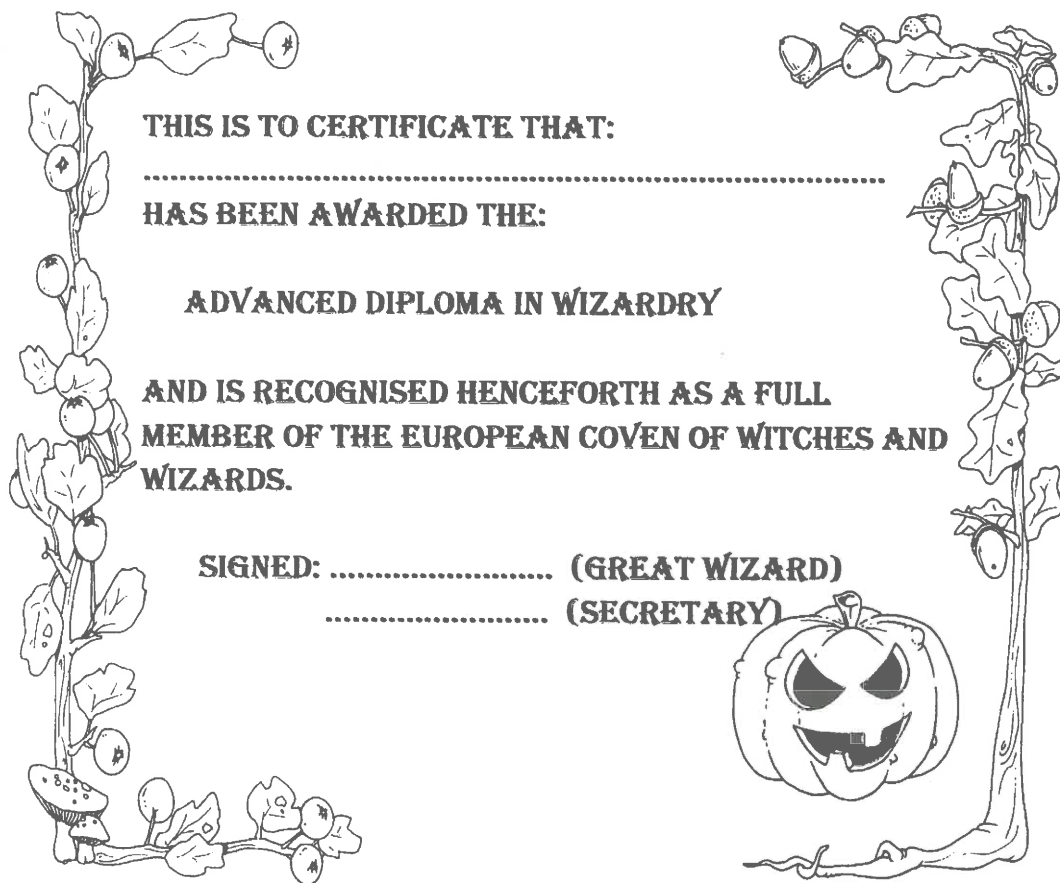 THIS IS TO CERTIFICATE THAT:
..................................................................................
HAS BEEN AWARDED THE:
ADVANCED DIPLOMA IN WIZARDRY
AND IS RECOGNISED HENCEFORTH AS A FULL
MEMBER OF THE EUROPEAN COVEN OF WITCHES AND
WIZARDS.
SIGNED: ......................... (GREAT WIZARD)
......................... (SECRETARY)